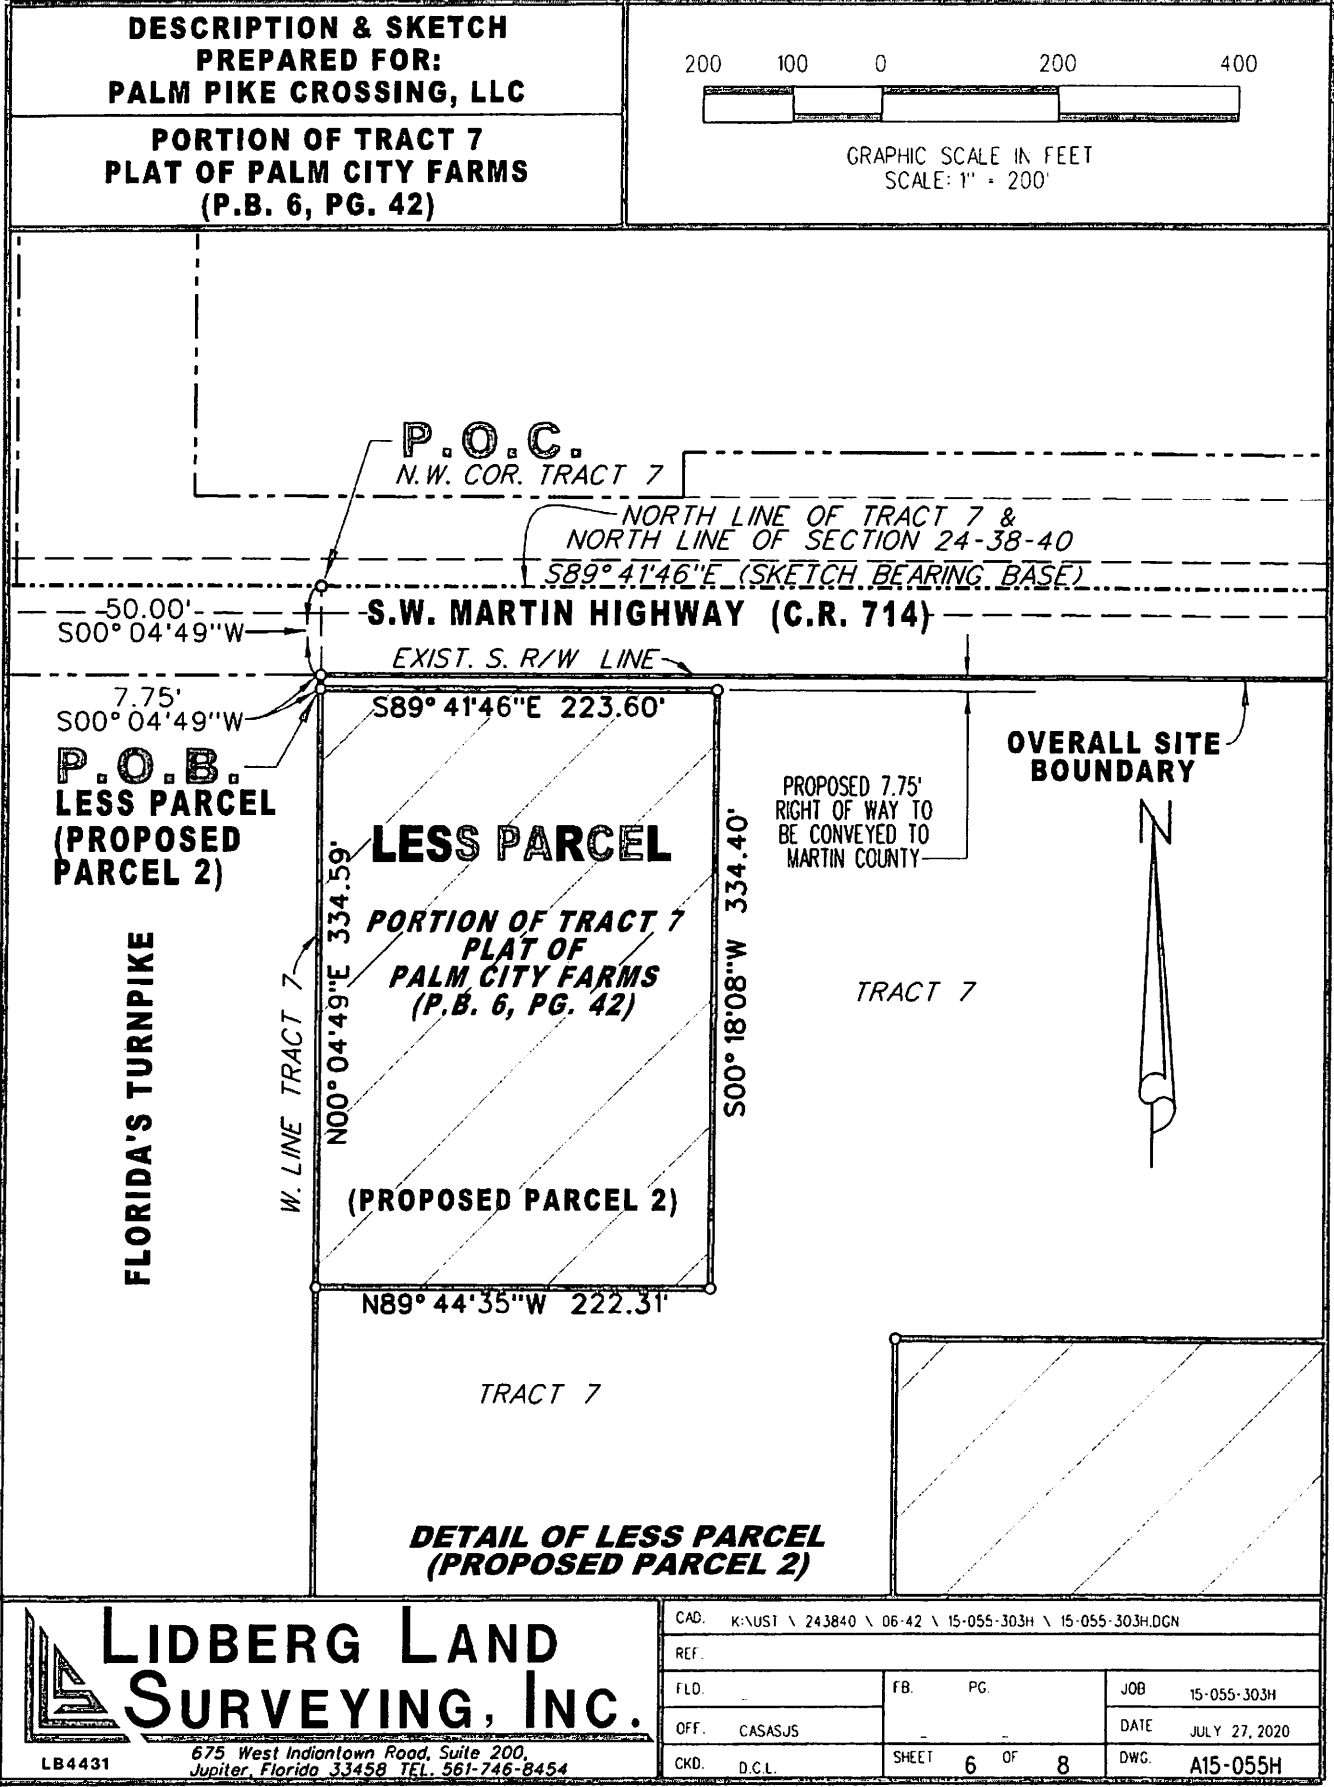 DESCRIPTION & SKETCH
PREPARED FOR:
PALM PIKE CROSSING, LLC
PORTION OF TRACT 7
PLAT OF PALM CITY FARMS
(P.B. 6, PG. 42)
200 100 0 200 400
GRAPHIC SCALE IN FEET
SCALE: 1" = 200'
P.O.C.
N.W. COR. TRACT 7
NORTH LINE OF TRACT 7 &
NORTH LINE OF SECTION 24-38-40
S89°41'46"E (SKETCH BEARING BASE)
50.00'
S00°04'49"W
S.W. MARTIN HIGHWAY (C.R. 714)
EXIST. S. R/W LINE
7.75'
S00°04'49"W
S89°41'46"E 223.60'
P.O.B.
LESS PARCEL
(PROPOSED
PARCEL 2)
OVERALL SITE
BOUNDARY
PROPOSED 7.75'
RIGHT OF WAY TO
BE CONVEYED TO
MARTIN COUNTY
N
LESS PARCEL
PORTION OF TRACT 7
PLAT OF
PALM CITY FARMS
(P.B. 6, PG. 42)
(PROPOSED PARCEL 2)
FLORIDA'S TURNPIKE
W. LINE TRACT 7
N00°04'49"E 334.59'
S00°18'08"W 334.40'
TRACT 7
N89°44'35"W 222.31'
TRACT 7
DETAIL OF LESS PARCEL
(PROPOSED PARCEL 2)
LIDBERG LAND
SURVEYING, INC.
LB4431
675 West Indiantown Road, Suite 200,
Jupiter, Florida 33458 TEL. 561-746-8454
CAD. K:\UST \ 243840 \ 06-42 \ 15-055-303H \ 15-055-303H.DGN
REF.
FLD. -
FB. PG.
JOB 15-055-303H
OFF. CASASJS
- -
DATE JULY 27, 2020
CKD. D.C.L.
SHEET 6 OF 8
DWG. A15-055H